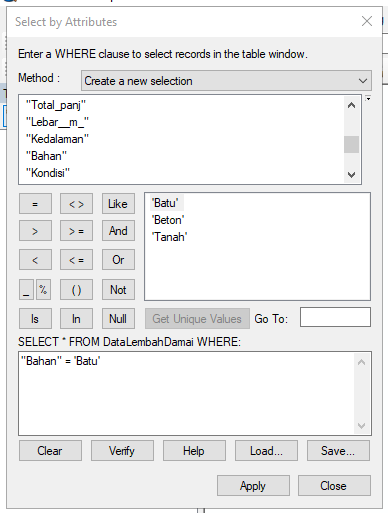 Select by Attributes
Enter a WHERE clause to select records in the table window.
Method : Create a new selection
"Total_panj"
"Lebar__m_"
"Kedalaman"
"Bahan"
"Kondisi"
= < > Like
> > = And
< < = Or
_ % ( ) Not
Is In Null
'Batu'
'Beton'
'Tanah'
Get Unique Values Go To:
SELECT * FROM DataLembahDamai WHERE:
"Bahan" = 'Batu'
Clear Verify Help Load... Save...
Apply Close